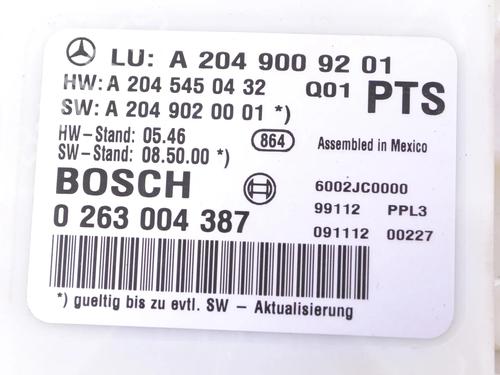 LU: A 204 900 92 01
HW: A 204 545 04 32 Q01 PTS
SW: A 204 902 00 01 *)
HW-Stand: 05.46 864 Assembled in Mexico
SW-Stand: 08.50.00 *)
BOSCH 6002JC0000
0 263 004 387 99112 PPL3
091112 00227
*) gueltig bis zu evtl. SW - Aktualisierung